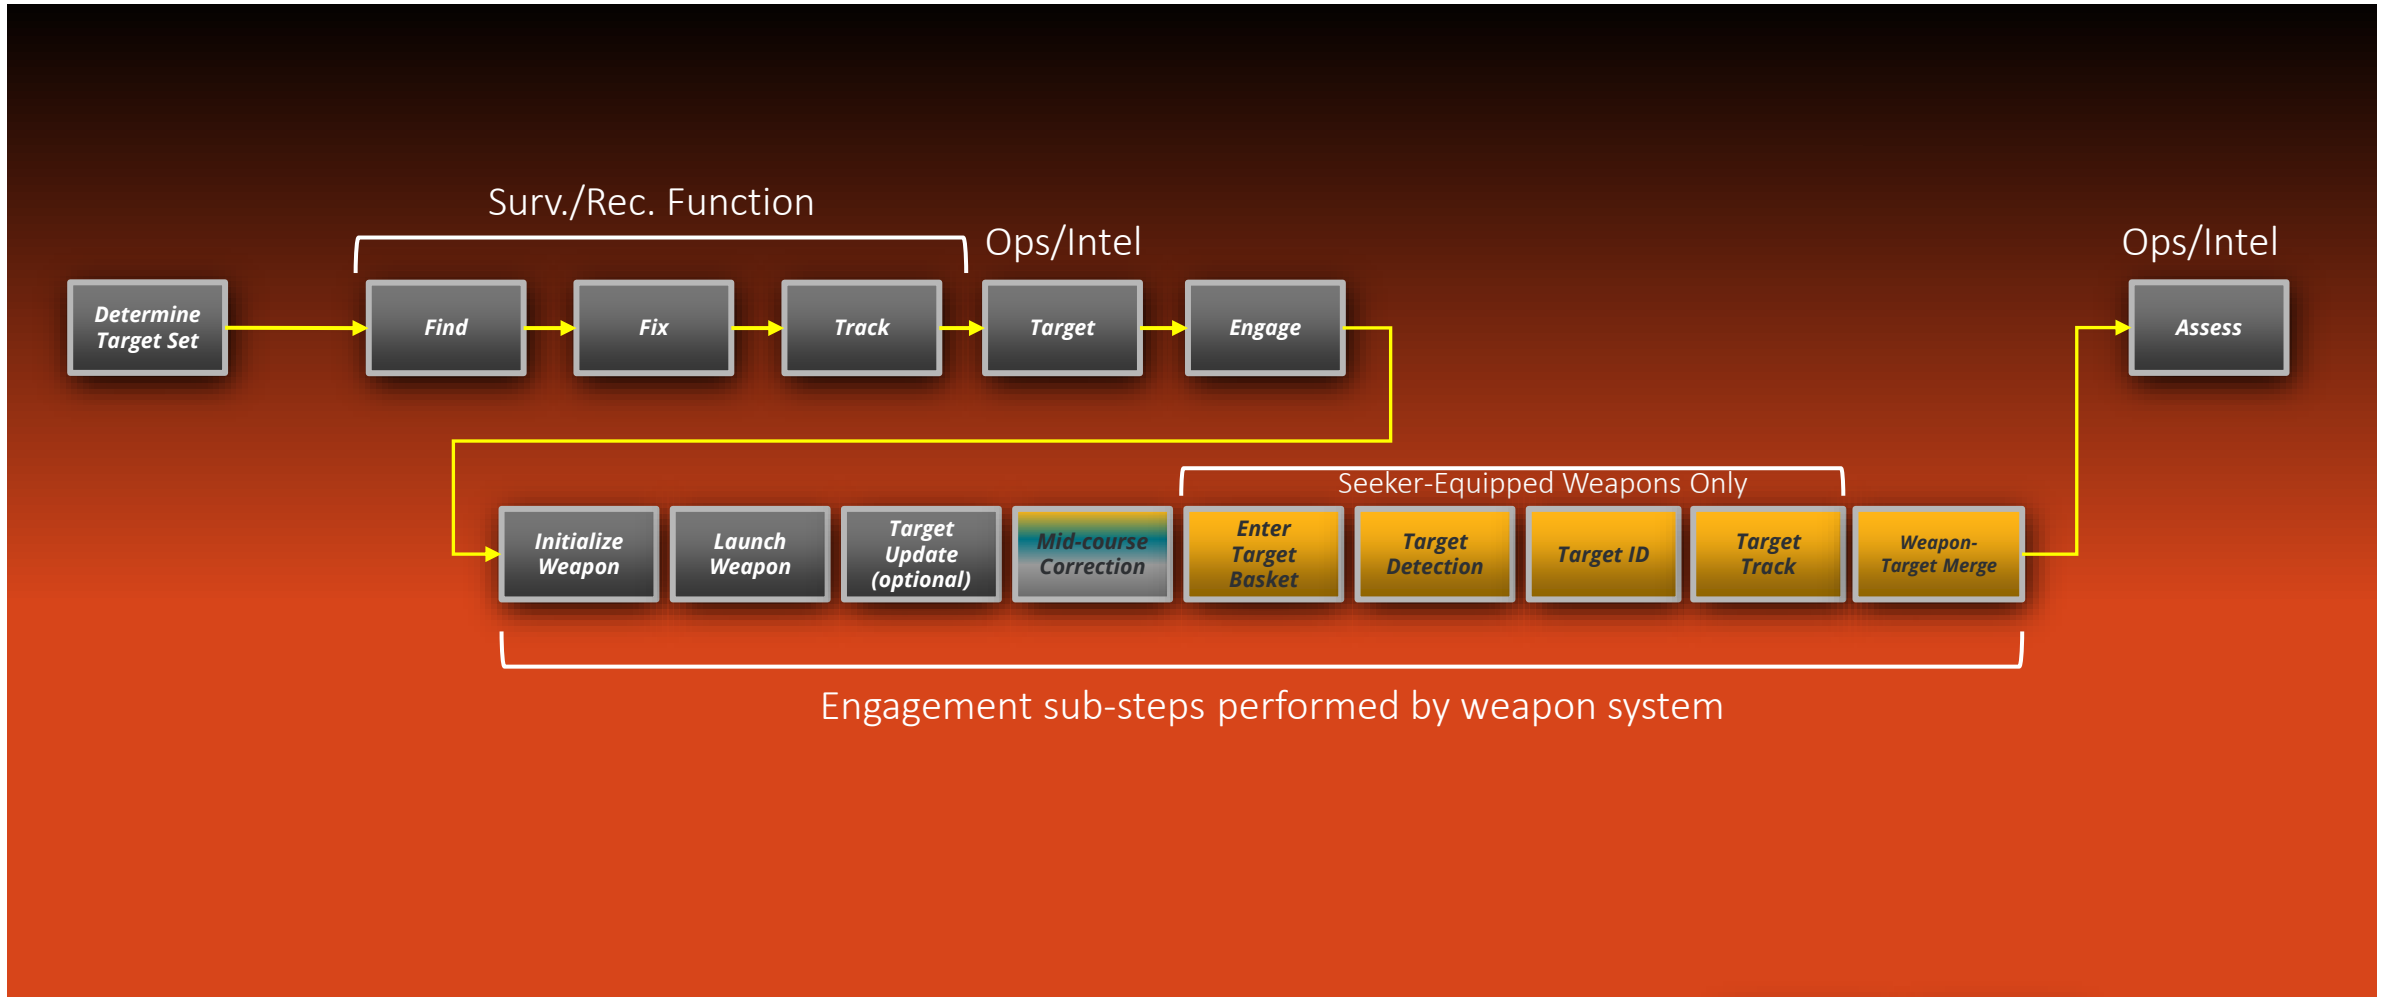 Surv./Rec. Function
Ops/Intel
Ops/Intel
Determine
Target Set
Find
Fix
Track
Target
Engage
Assess
Seeker-Equipped Weapons Only
Initialize
Weapon
Launch
Weapon
Target
Update
(optional)
Mid-course
Correction
Enter
Target
Basket
Target
Detection
Target ID
Target
Track
Weapon-
Target Merge
Engagement sub-steps performed by weapon system